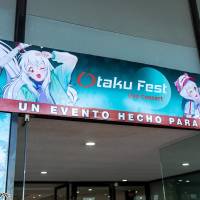 Otaku Fest
UN EVENTO HECHO PARA